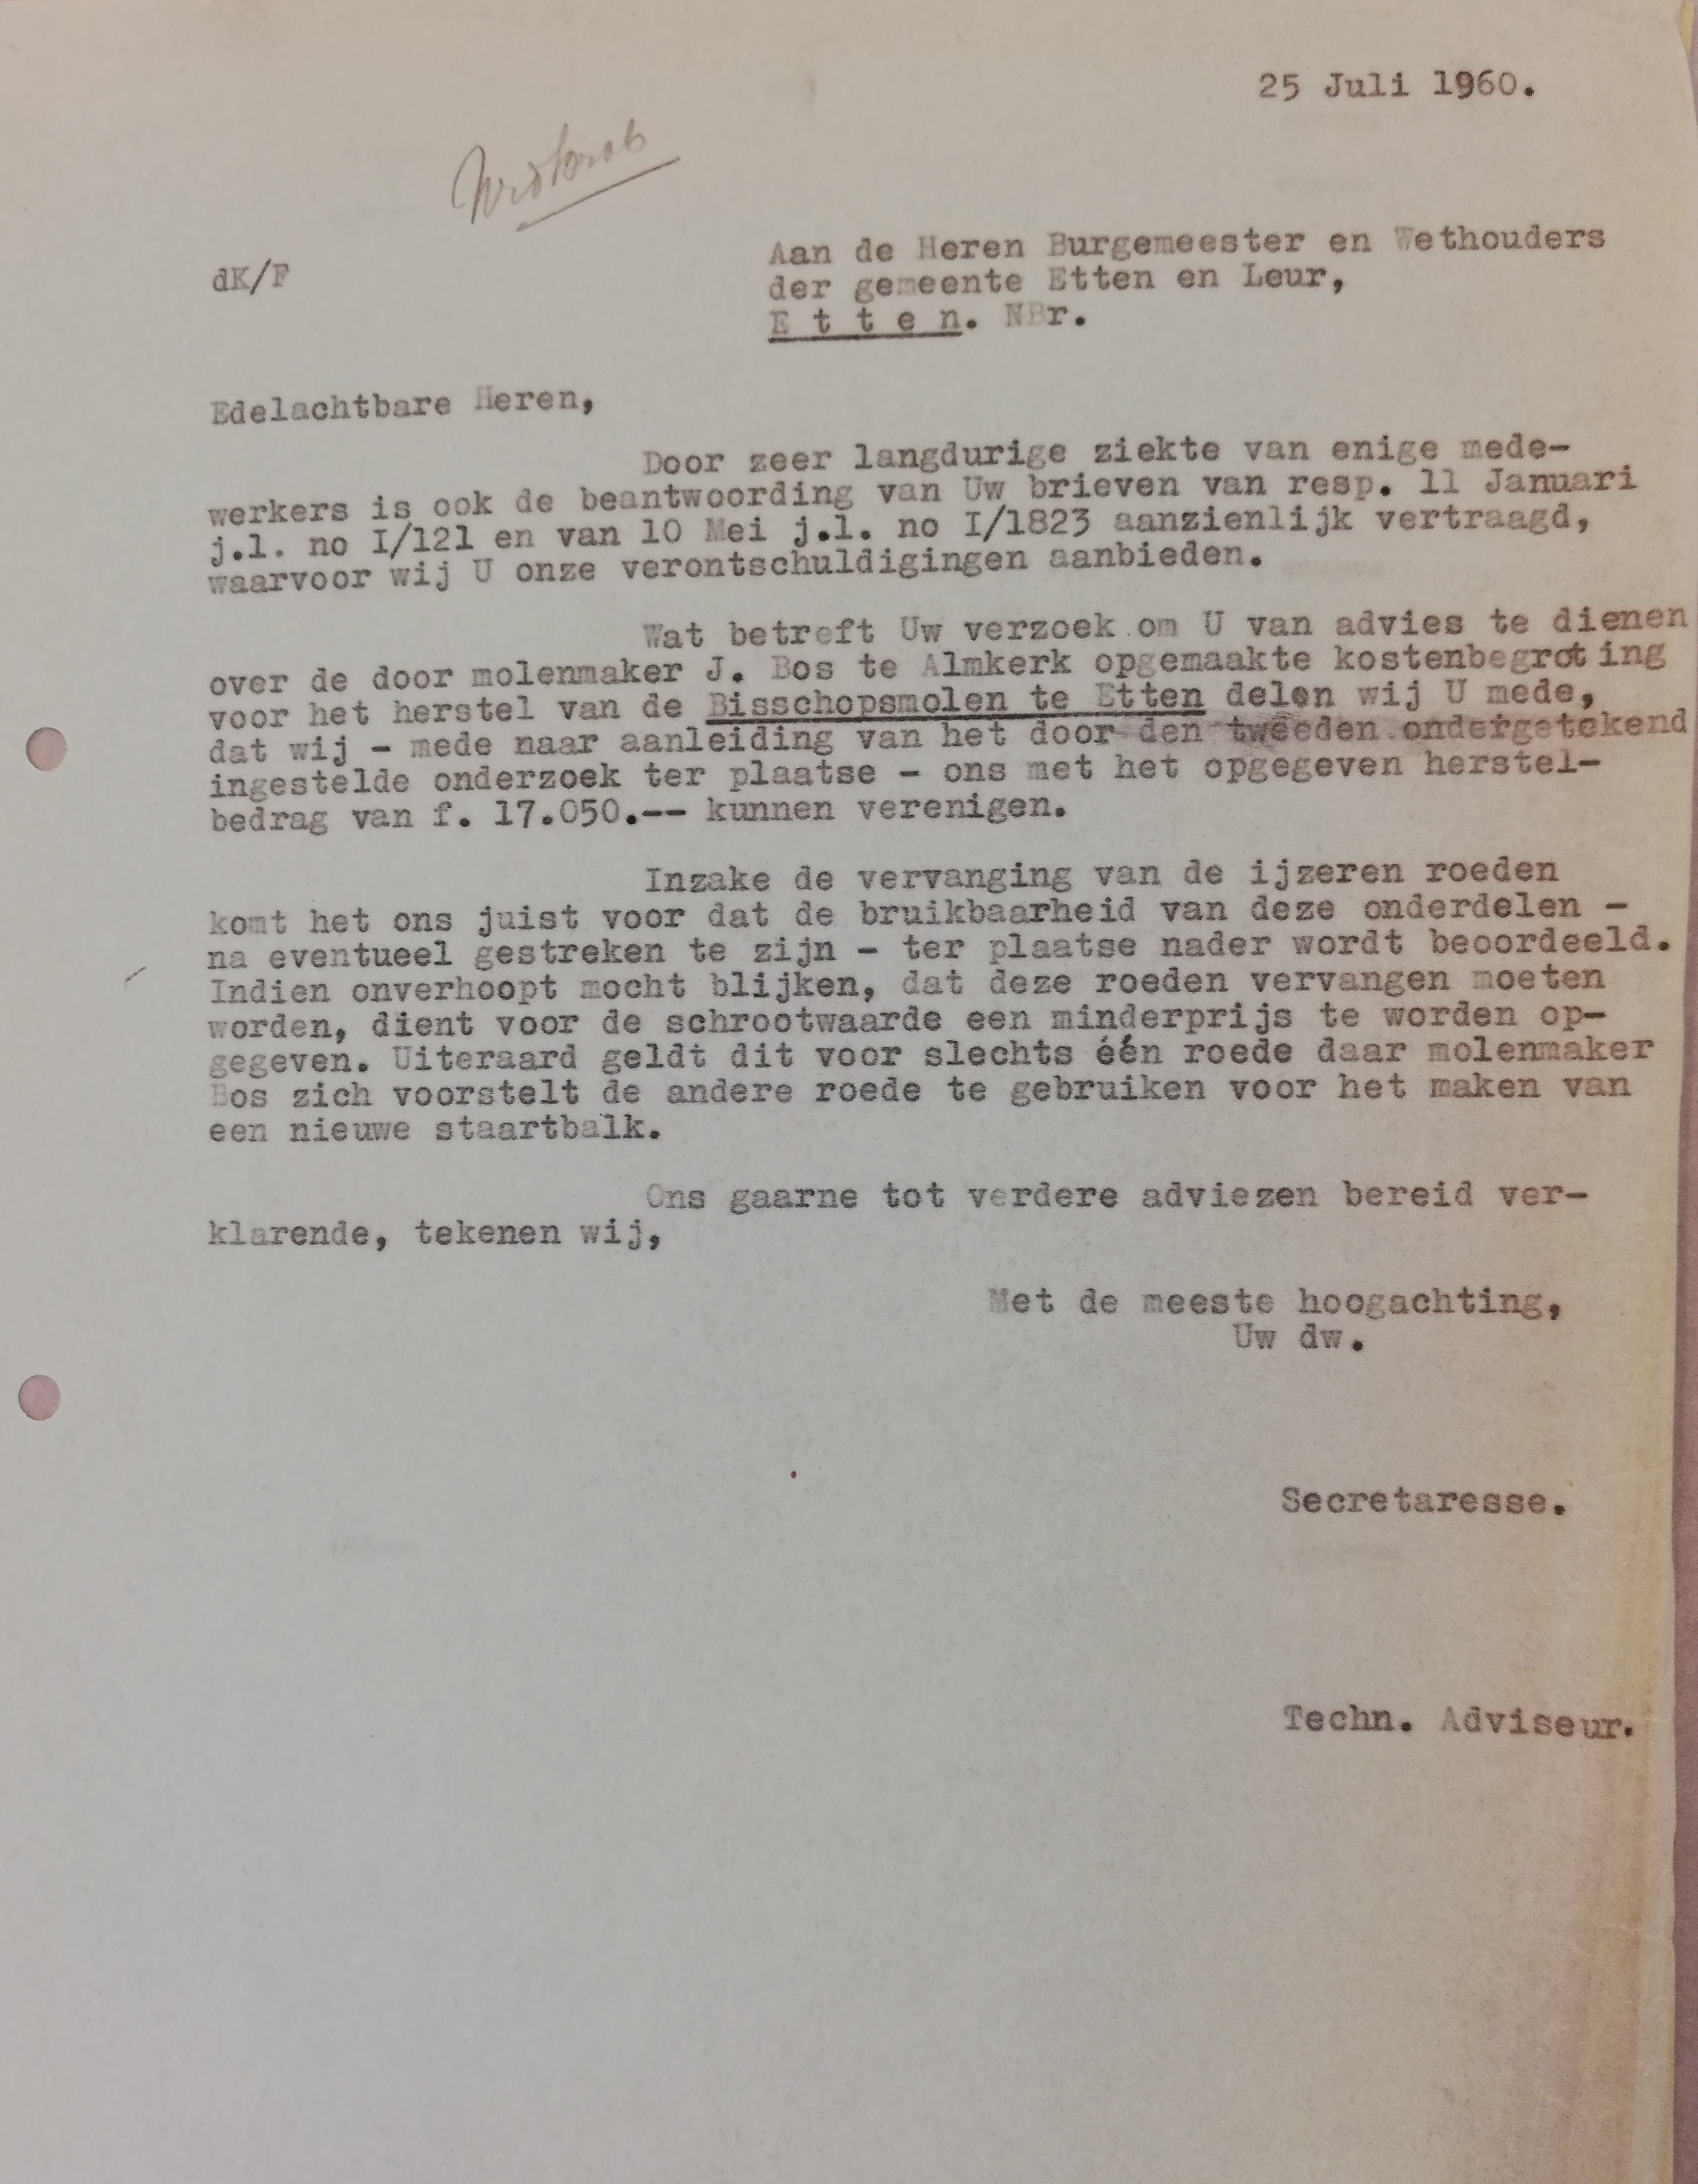 25 Juli 1960.
NrdBrab
dK/F
Aan de Heren Burgemeester en Wethouders
der gemeente Etten en Leur,
E t t e n. NBr.
Edelachtbare Heren,
Door zeer langdurige ziekte van enige mede-
werkers is ook de beantwoording van Uw brieven van resp. 11 Januari
j.l. no I/121 en van 10 Mei j.l. no I/1823 aanzienlijk vertraagd,
waarvoor wij U onze verontschuldigingen aanbieden.
Wat betreft Uw verzoek om U van advies te dienen
over de door molenmaker J. Bos te Almkerk opgemaakte kostenbegroting
voor het herstel van de Bisschopsmolen te Etten delen wij U mede,
dat wij - mede naar aanleiding van het door den tweeden ondergetekend
ingestelde onderzoek ter plaatse - ons met het opgegeven herstel-
bedrag van f. 17.050.-- kunnen verenigen.
Inzake de vervanging van de ijzeren roeden
komt het ons juist voor dat de bruikbaarheid van deze onderdelen -
na eventueel gestreken te zijn - ter plaatse nader wordt beoordeeld.
Indien onverhoopt mocht blijken, dat deze roeden vervangen moeten
worden, dient voor de schrootwaarde een minderprijs te worden op-
gegeven. Uiteraard geldt dit voor slechts één roede daar molenmaker
Bos zich voorstelt de andere roede te gebruiken voor het maken van
een nieuwe staartbalk.
Ons gaarne tot verdere adviezen bereid ver-
klarende, tekenen wij,
Met de meeste hoogachting,
Uw dw.
Secretaresse.
Techn. Adviseur.